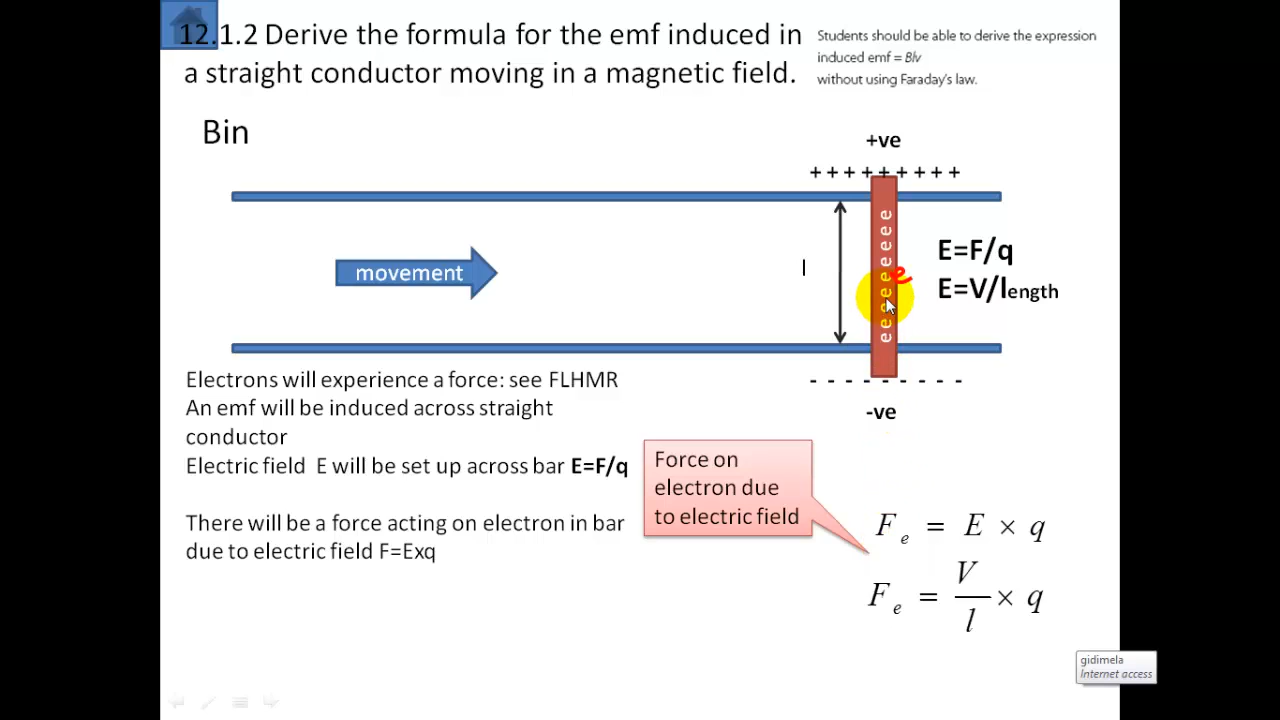 12.1.2 Derive the formula for the emf induced in
a straight conductor moving in a magnetic field.
Students should be able to derive the expression
induced emf = Blv
without using Faraday's law.
Bin
+ve
+ + + + + + + + +
movement
l
e e e e e e e e e
e
E=F/q
E=V/length
- - - - - - - - -
-ve
Electrons will experience a force: see FLHMR
An emf will be induced across straight
conductor
Electric field E will be set up across bar E=F/q
There will be a force acting on electron in bar
due to electric field F=Exq
Force on
electron due
to electric field
F e = E × q
F e = V/l × q
gidimela
Internet access